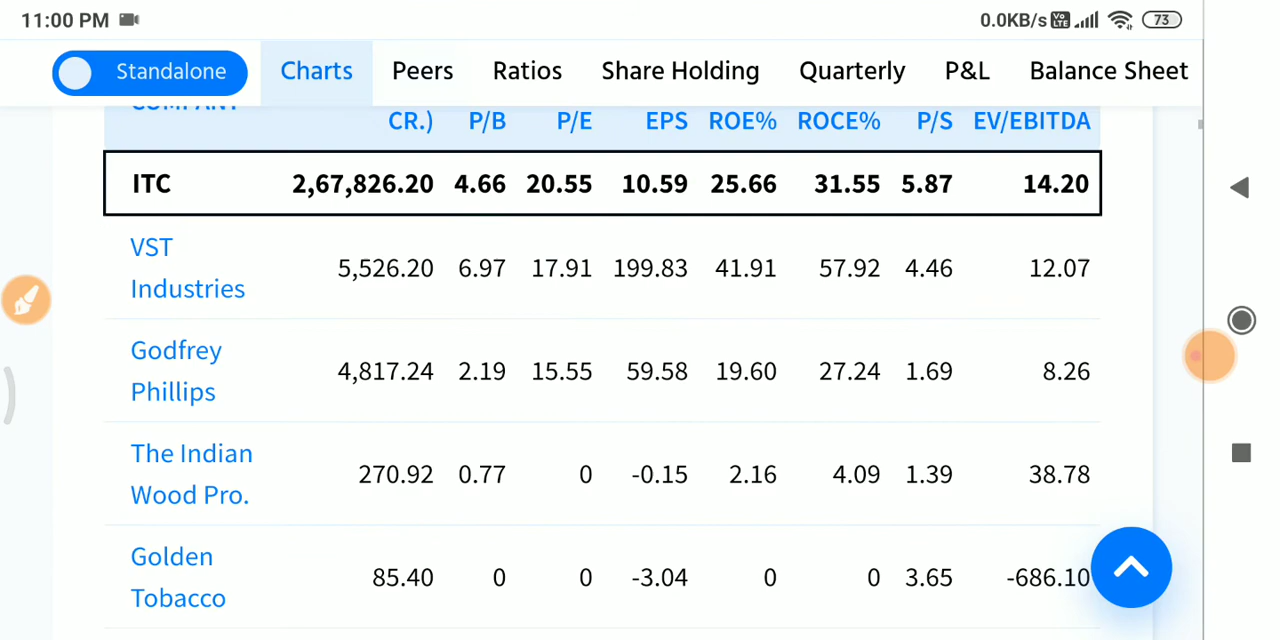 11:00 PM 0.0KB/s Vo LTE 73
Standalone Charts Peers Ratios Share Holding Quarterly P&L Balance Sheet
COMPANY
CR.) P/B P/E EPS ROE% ROCE% P/S EV/EBITDA
ITC 2,67,826.20 4.66 20.55 10.59 25.66 31.55 5.87 14.20
VST
Industries 5,526.20 6.97 17.91 199.83 41.91 57.92 4.46 12.07
Godfrey
Phillips 4,817.24 2.19 15.55 59.58 19.60 27.24 1.69 8.26
The Indian
Wood Pro. 270.92 0.77 0 -0.15 2.16 4.09 1.39 38.78
Golden
Tobacco 85.40 0 0 -3.04 0 0 3.65 -686.10